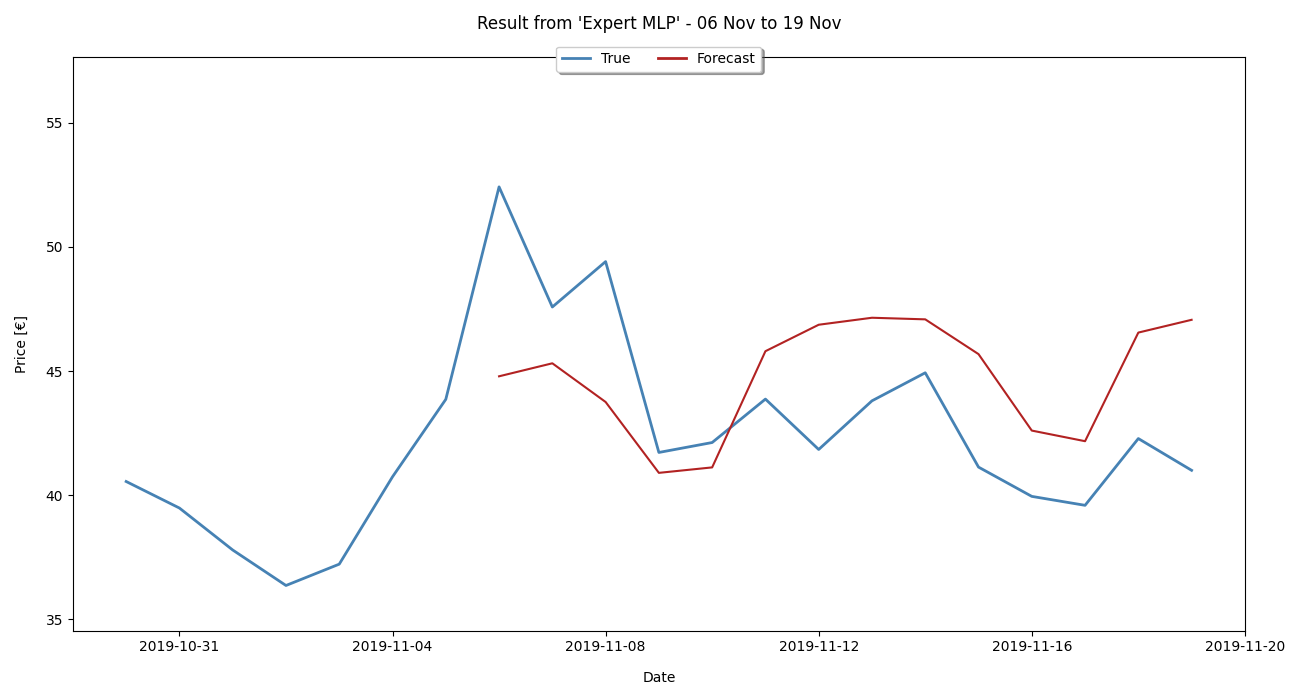 Result from 'Expert MLP' - 06 Nov to 19 Nov
True Forecast
55
50
45
40
35
Price [€]
2019-10-31 2019-11-04 2019-11-08 2019-11-12 2019-11-16 2019-11-20
Date